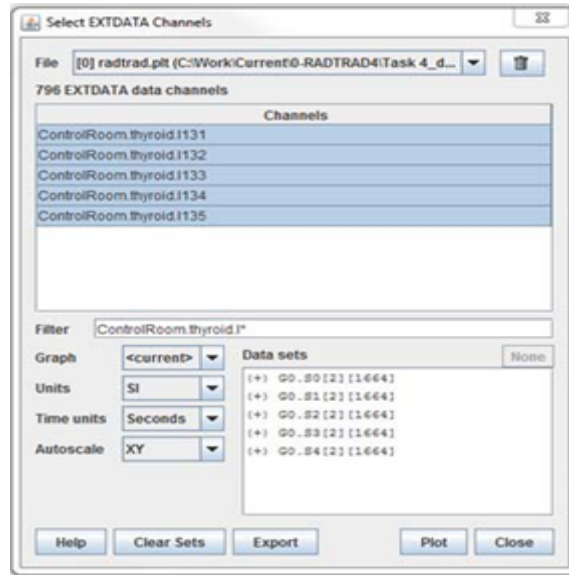 Select EXTDATA Channels
File [0] radtrad.plt (C:\Work\Current\0-RADTRAD4\Task 4_d...
796 EXTDATA data channels
Channels
ControlRoom.thyroid.I131
ControlRoom.thyroid.I132
ControlRoom.thyroid.I133
ControlRoom.thyroid.I134
ControlRoom.thyroid.I135
Filter ControlRoom.thyroid.I*
Graph <current> Data sets None
(+) G0.S0[2][1664]
Units SI
(+) G0.S1[2][1664]
(+) G0.S2[2][1664]
Time units Seconds
(+) G0.S3[2][1664]
(+) G0.S4[2][1664]
Autoscale XY
Help Clear Sets Export Plot Close